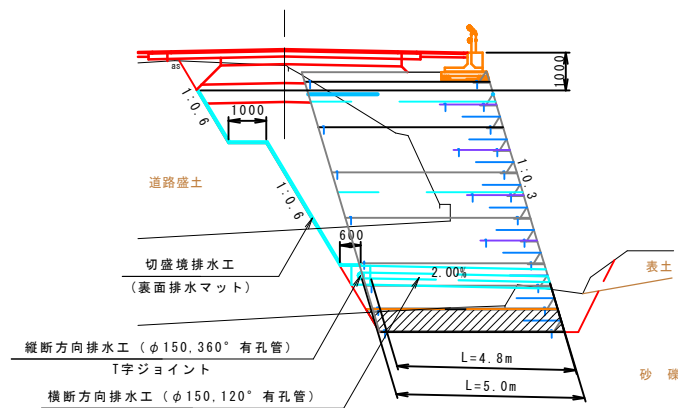 as
1000
1:0.6
1000
道路盛土
1:0.6
1:0.3
600
切盛境排水工
(裏面排水マット)
2.00%
表土
縦断方向排水工(φ150,360°有孔管)
T字ジョイント
横断方向排水工(φ150,120°有孔管)
L=4.8m
L=5.0m
砂 礫